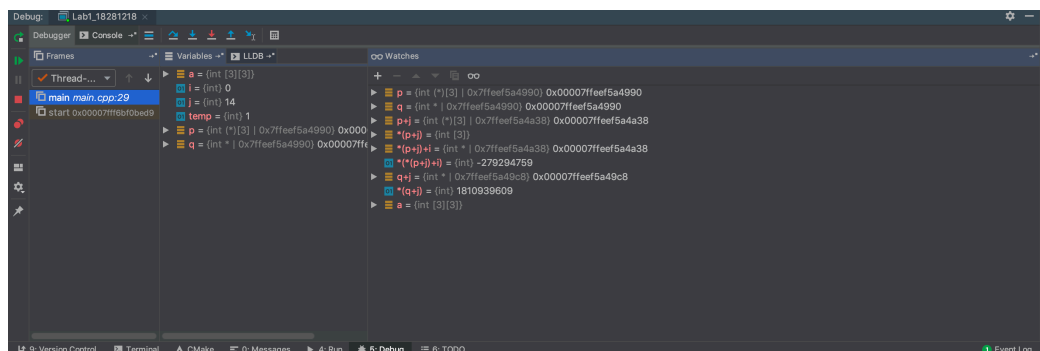 Debug: Lab1_18281218 ×
Debugger Console
Frames
Thread-...
main main.cpp:29
start 0x00007fff6bf0bed9
Variables LLDB
a = {int [3][3]}
i = {int} 0
j = {int} 14
temp = {int} 1
p = {int (*)[3] | 0x7ffeef5a4990} 0x000
q = {int * | 0x7ffeef5a4990} 0x00007ffe
Watches
p = {int (*)[3] | 0x7ffeef5a4990} 0x00007ffeef5a4990
q = {int * | 0x7ffeef5a4990} 0x00007ffeef5a4990
p+j = {int (*)[3] | 0x7ffeef5a4a38} 0x00007ffeef5a4a38
*(p+j) = {int [3]}
*(p+j)+i = {int * | 0x7ffeef5a4a38} 0x00007ffeef5a4a38
*(*(p+j)+i) = {int} -279294759
q+j = {int * | 0x7ffeef5a49c8} 0x00007ffeef5a49c8
*(q+j) = {int} 1810939609
a = {int [3][3]}
9: Version Control Terminal CMake 0: Messages 4: Run 5: Debug 6: TODO 1 Event Log